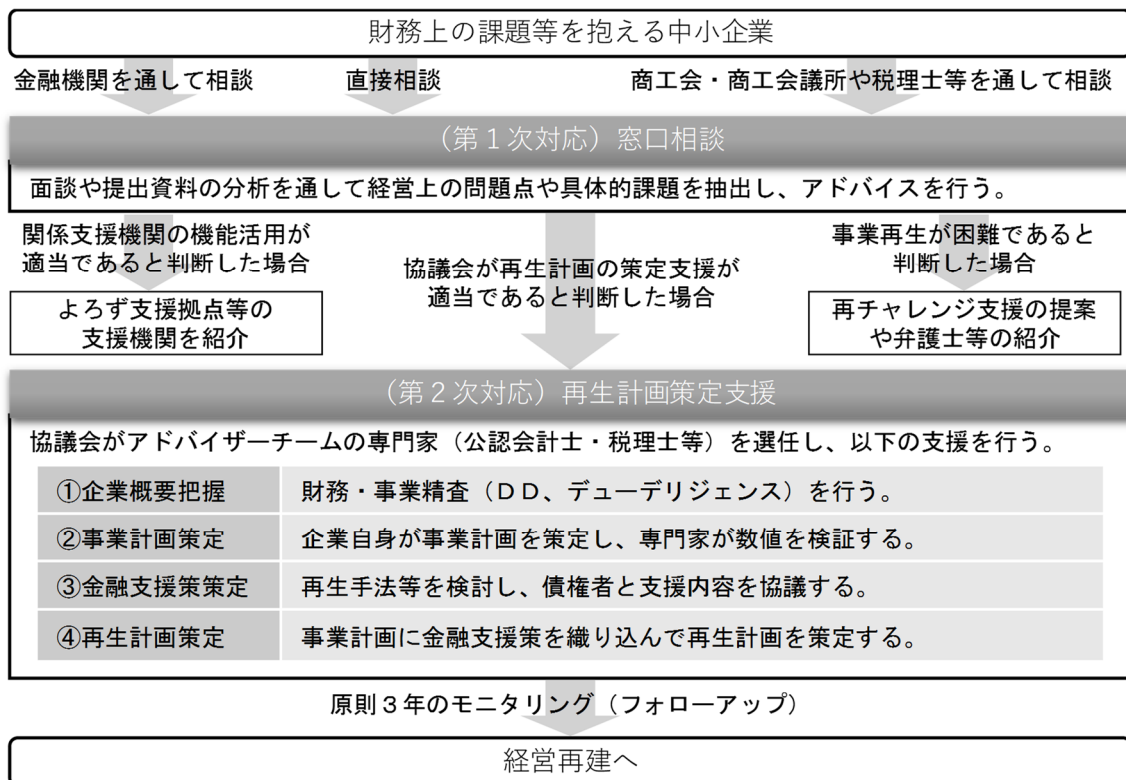 財務上の課題等を抱える中小企業
金融機関を通して相談
直接相談
商工会・商工会議所や税理士等を通して相談
（第１次対応）窓口相談
面談や提出資料の分析を通して経営上の問題点や具体的課題を抽出し、アドバイスを行う。
関係支援機関の機能活用が
適当であると判断した場合
よろず支援拠点等の
支援機関を紹介
協議会が再生計画の策定支援が
適当であると判断した場合
事業再生が困難であると
判断した場合
再チャレンジ支援の提案
や弁護士等の紹介
（第２次対応）再生計画策定支援
協議会がアドバイザーチームの専門家（公認会計士・税理士等）を選任し、以下の支援を行う。
①企業概要把握
財務・事業精査（ＤＤ、デューデリジェンス）を行う。
②事業計画策定
企業自身が事業計画を策定し、専門家が数値を検証する。
③金融支援策策定
再生手法等を検討し、債権者と支援内容を協議する。
④再生計画策定
事業計画に金融支援策を織り込んで再生計画を策定する。
原則３年のモニタリング（フォローアップ）
経営再建へ